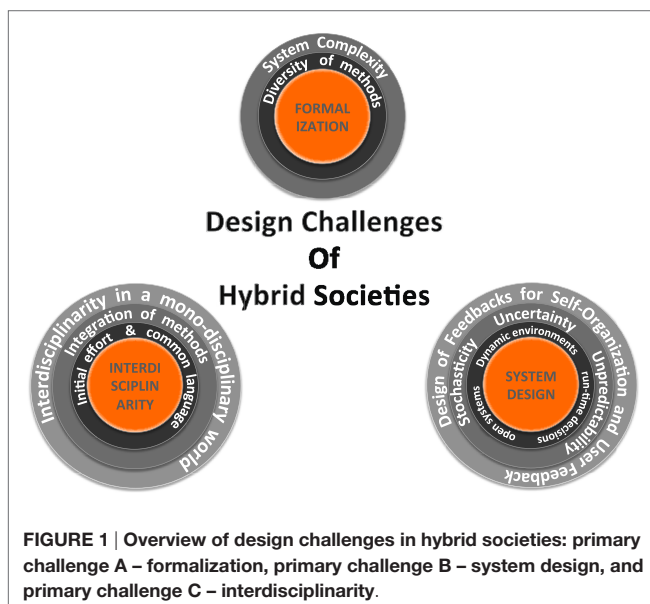 System Complexity
Diversity of methods
FORMAL
IZATION
Design Challenges
Of
Hybrid Societies
Interdisciplinarity in a mono-disciplinary world
Integration of methods
Initial effort & common language
INTERDI
SCIPLIN
ARITY
Design of Feedbacks for Self-Organization and User Feedback
Stochasticity Uncertainty Unpredictability
open systems Dynamic environments run-time decisions
SYSTEM
DESIGN
FIGURE 1 | Overview of design challenges in hybrid societies: primary
challenge A – formalization, primary challenge B – system design, and
primary challenge C – interdisciplinarity.